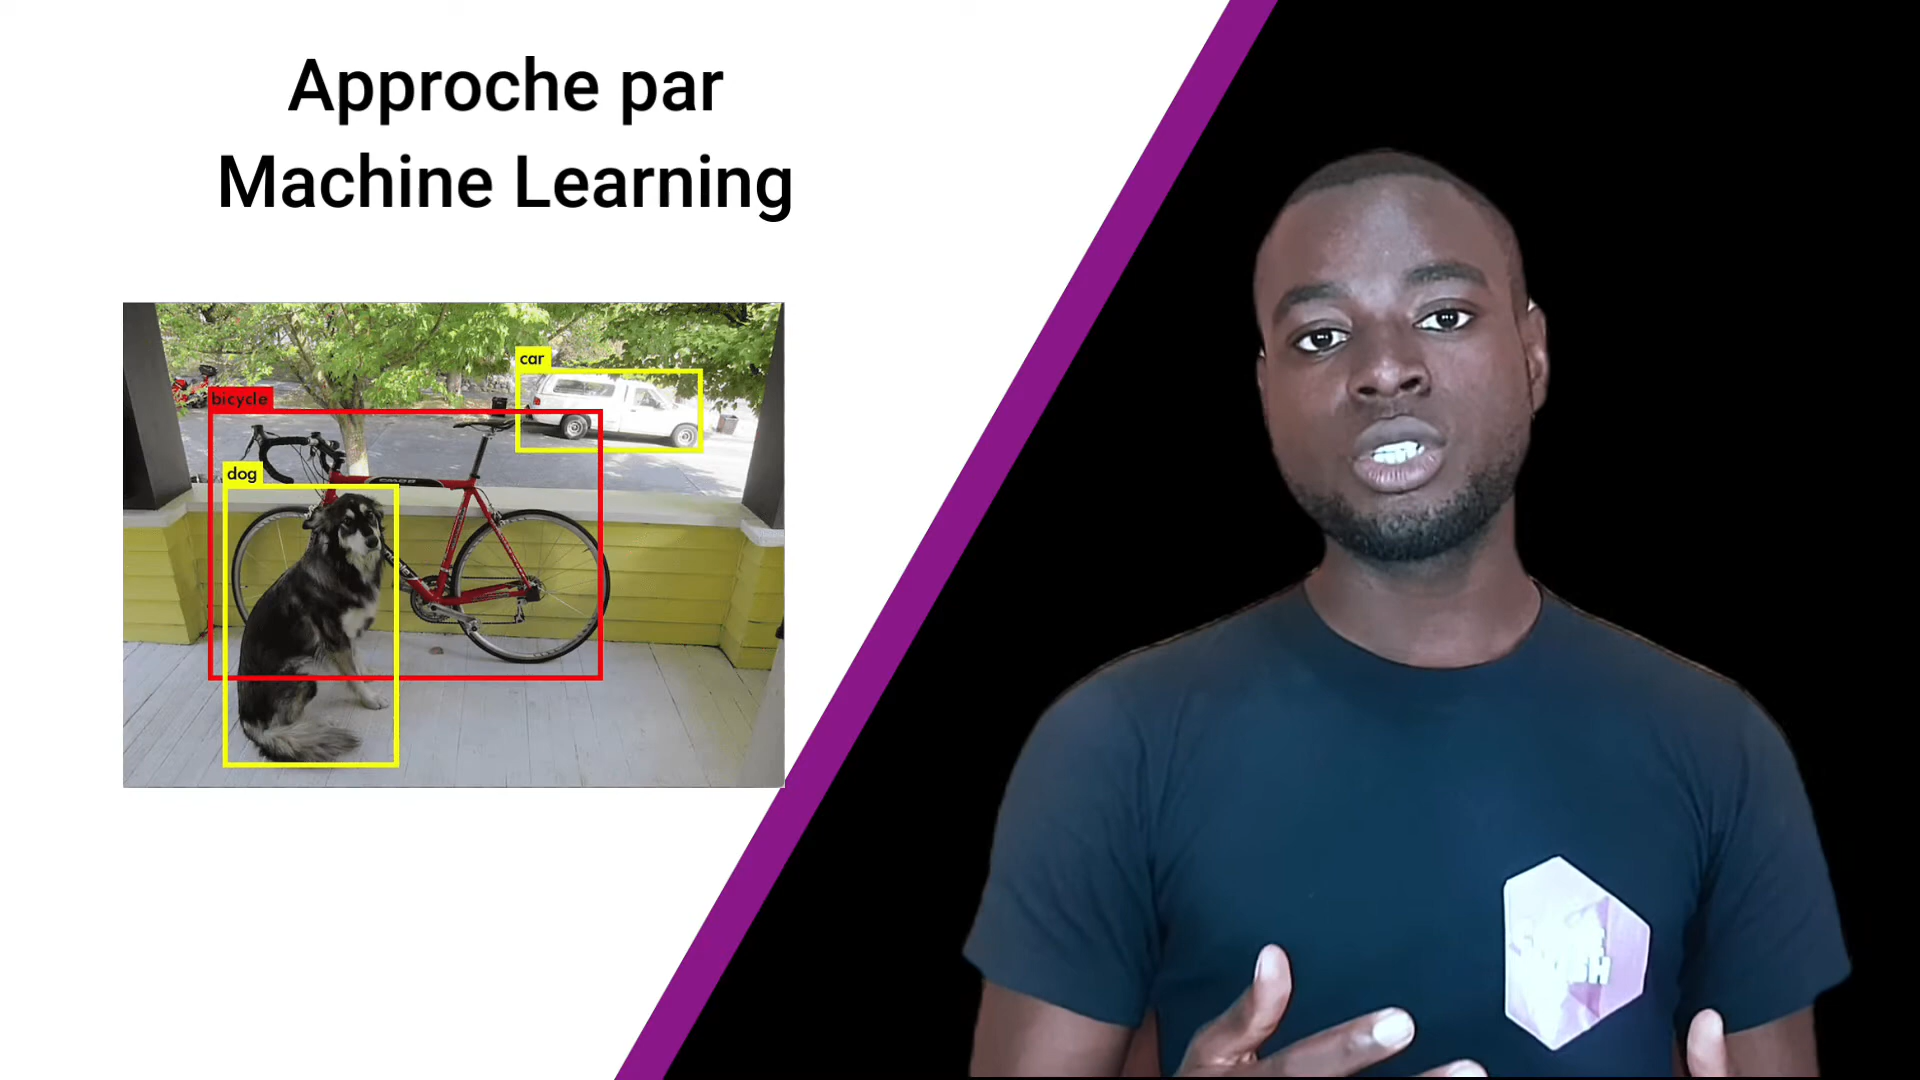 Approche par
Machine Learning
car
bicycle
dog